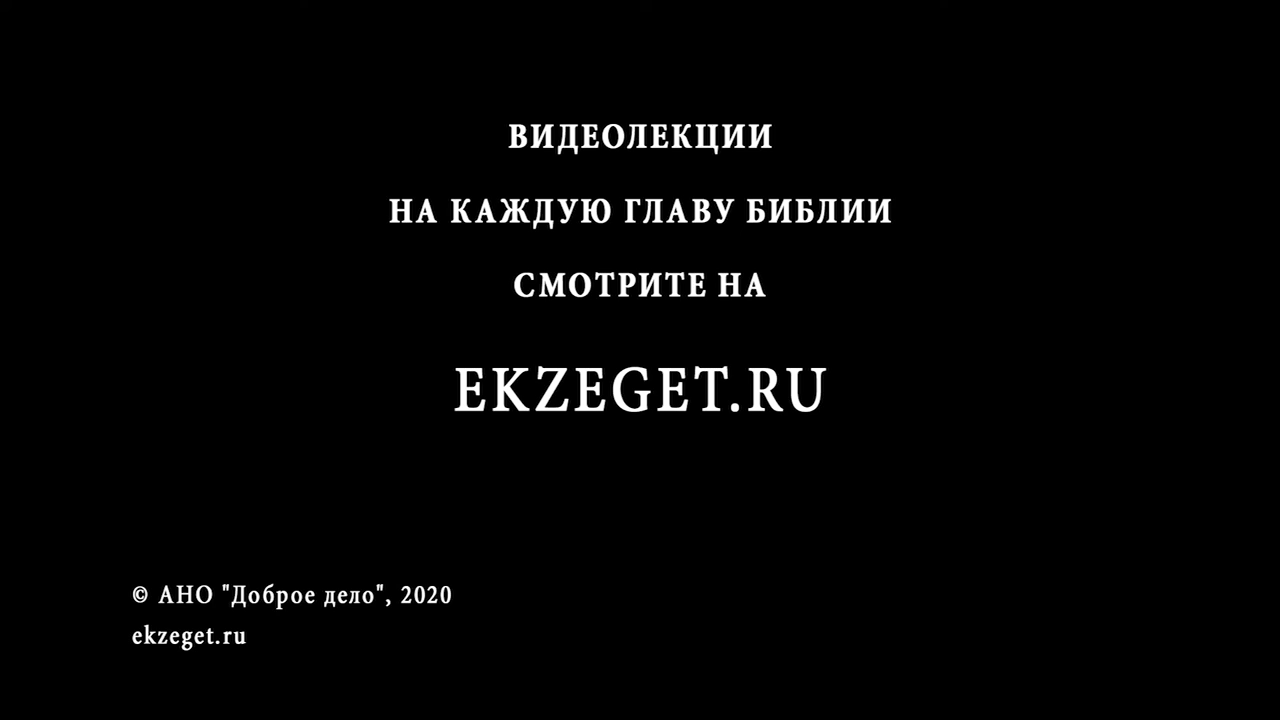 ВИДЕОЛЕКЦИИ
НА КАЖДУЮ ГЛАВУ БИБЛИИ
СМОТРИТЕ НА
EKZEGET.RU
© АНО "Доброе дело", 2020
ekzeget.ru